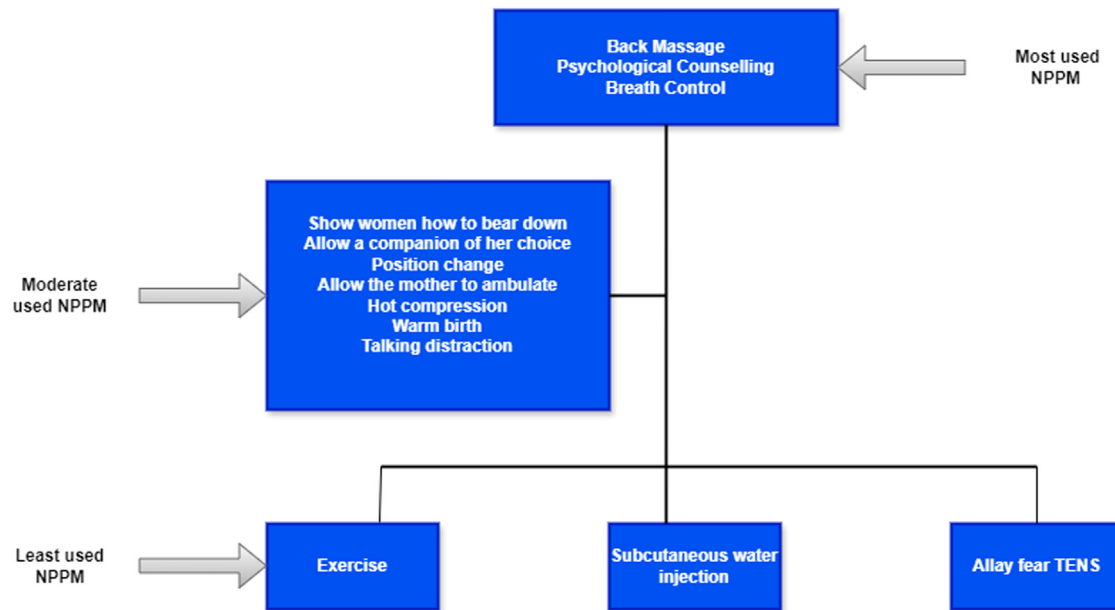 Back Massage
Psychological Counselling
Breath Control
Most used
NPPM
Show women how to bear down
Allow a companion of her choice
Position change
Allow the mother to ambulate
Hot compression
Warm birth
Talking distraction
Moderate
used NPPM
Least used
NPPM
Exercise
Subcutaneous water
injection
Allay fear TENS